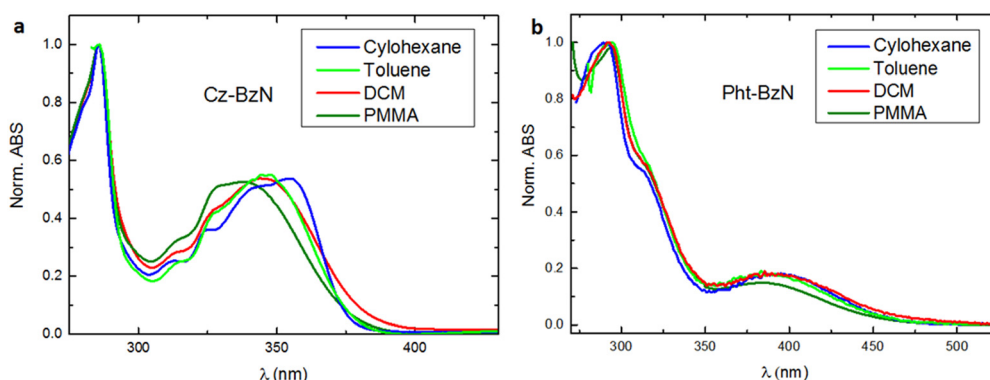 a
Norm. ABS
1.0
0.8
0.6
0.4
0.2
0.0
Cz-BzN
Cylohexane
Toluene
DCM
PMMA
300
350
400
λ (nm)
b
Norm. ABS
1.0
0.8
0.6
0.4
0.2
0.0
Pht-BzN
Cylohexane
Toluene
DCM
PMMA
300
350
400
450
500
λ (nm)